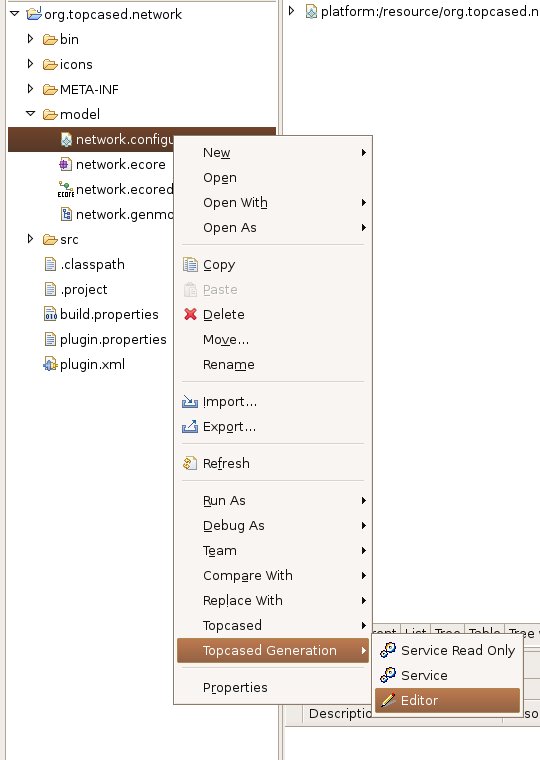 org.topcased.network
platform:/resource/org.topcased.n
bin
icons
META-INF
model
network.configu
network.ecore
network.ecored
network.genmo
src
.classpath
.project
build.properties
plugin.properties
plugin.xml
New
Open
Open With
Open As
Copy
Paste
Delete
Move...
Rename
Import...
Export...
Refresh
Run As
Debug As
Team
Compare With
Replace With
Topcased
Topcased Generation
Properties
List Tree Table Tree
Service Read Only
Service
Editor